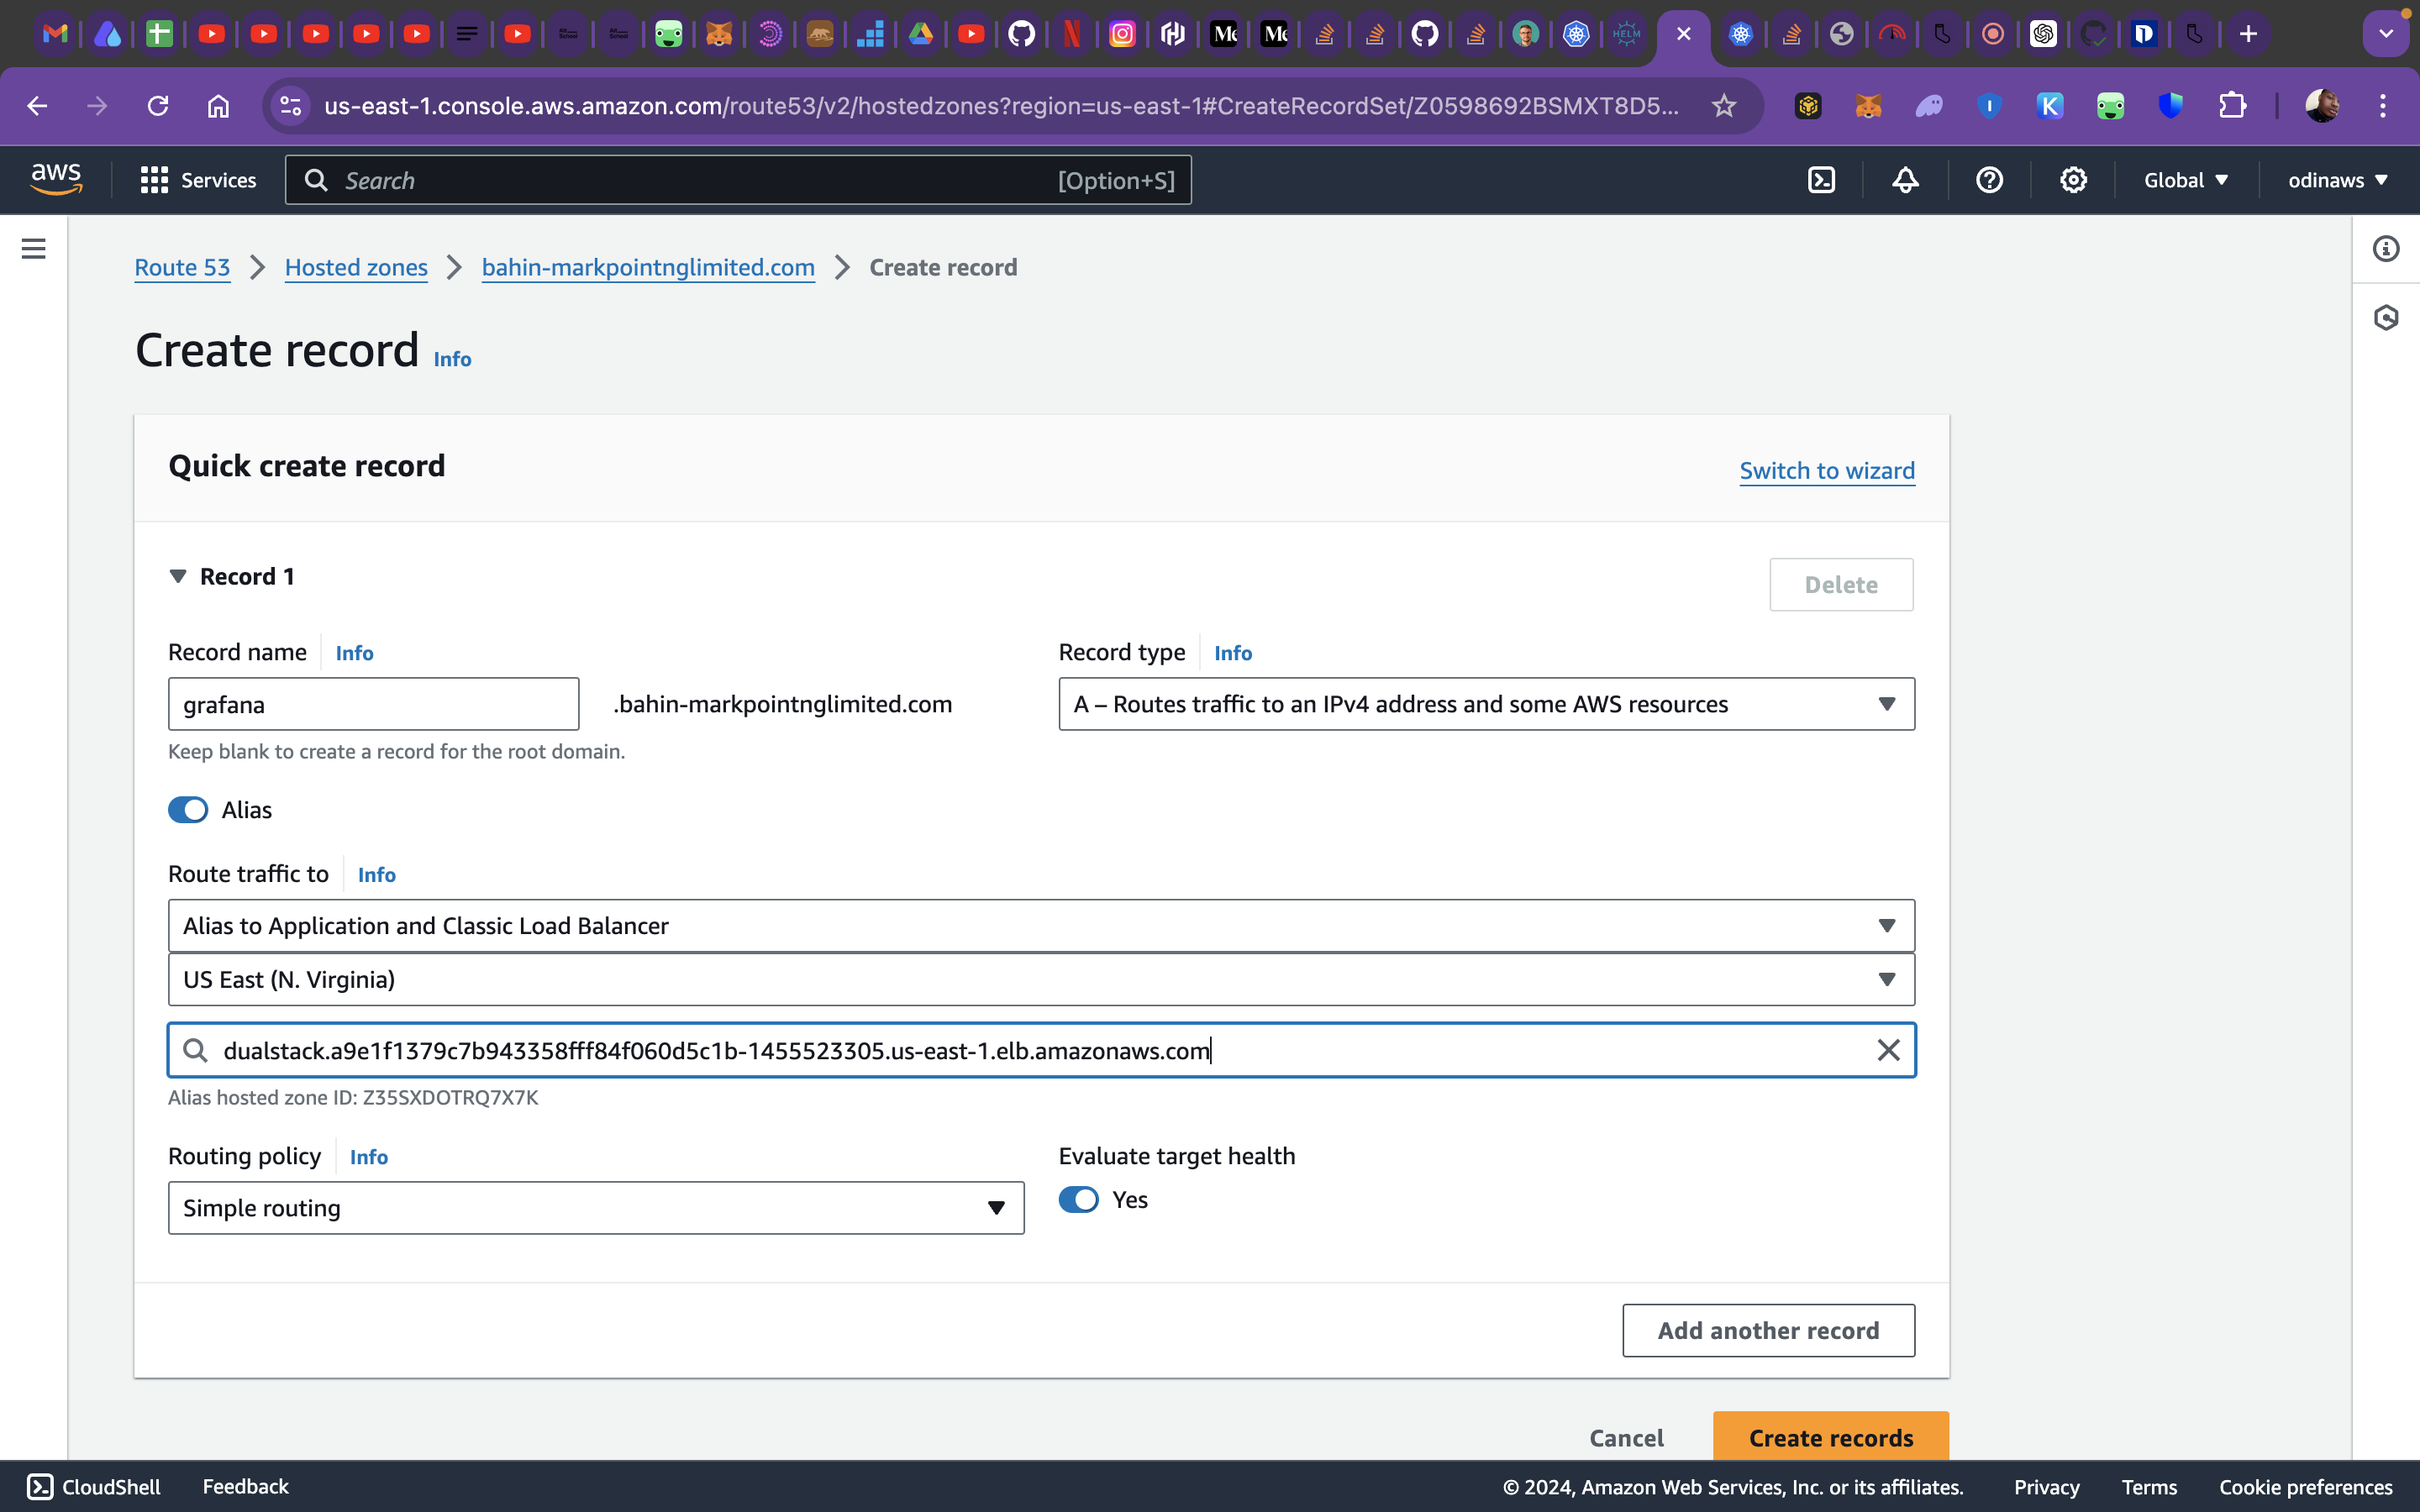 us-east-1.console.aws.amazon.com/route53/v2/hostedzones?region=us-east-1#CreateRecordSet/Z0598692BSMXT8D5...
aws
Services
Search
[Option+S]
Global
odinaws
Route 53
Hosted zones
bahin-markpointnglimited.com
Create record
Create record Info
Quick create record
Switch to wizard
Record 1
Delete
Record name Info
Record type Info
grafana
.bahin-markpointnglimited.com
A – Routes traffic to an IPv4 address and some AWS resources
Keep blank to create a record for the root domain.
Alias
Route traffic to Info
Alias to Application and Classic Load Balancer
US East (N. Virginia)
dualstack.a9e1f1379c7b943358fff84f060d5c1b-1455523305.us-east-1.elb.amazonaws.com
Alias hosted zone ID: Z35SXDOTRQ7X7K
Routing policy Info
Evaluate target health
Simple routing
Yes
Add another record
Cancel
Create records
CloudShell
Feedback
© 2024, Amazon Web Services, Inc. or its affiliates.
Privacy
Terms
Cookie preferences